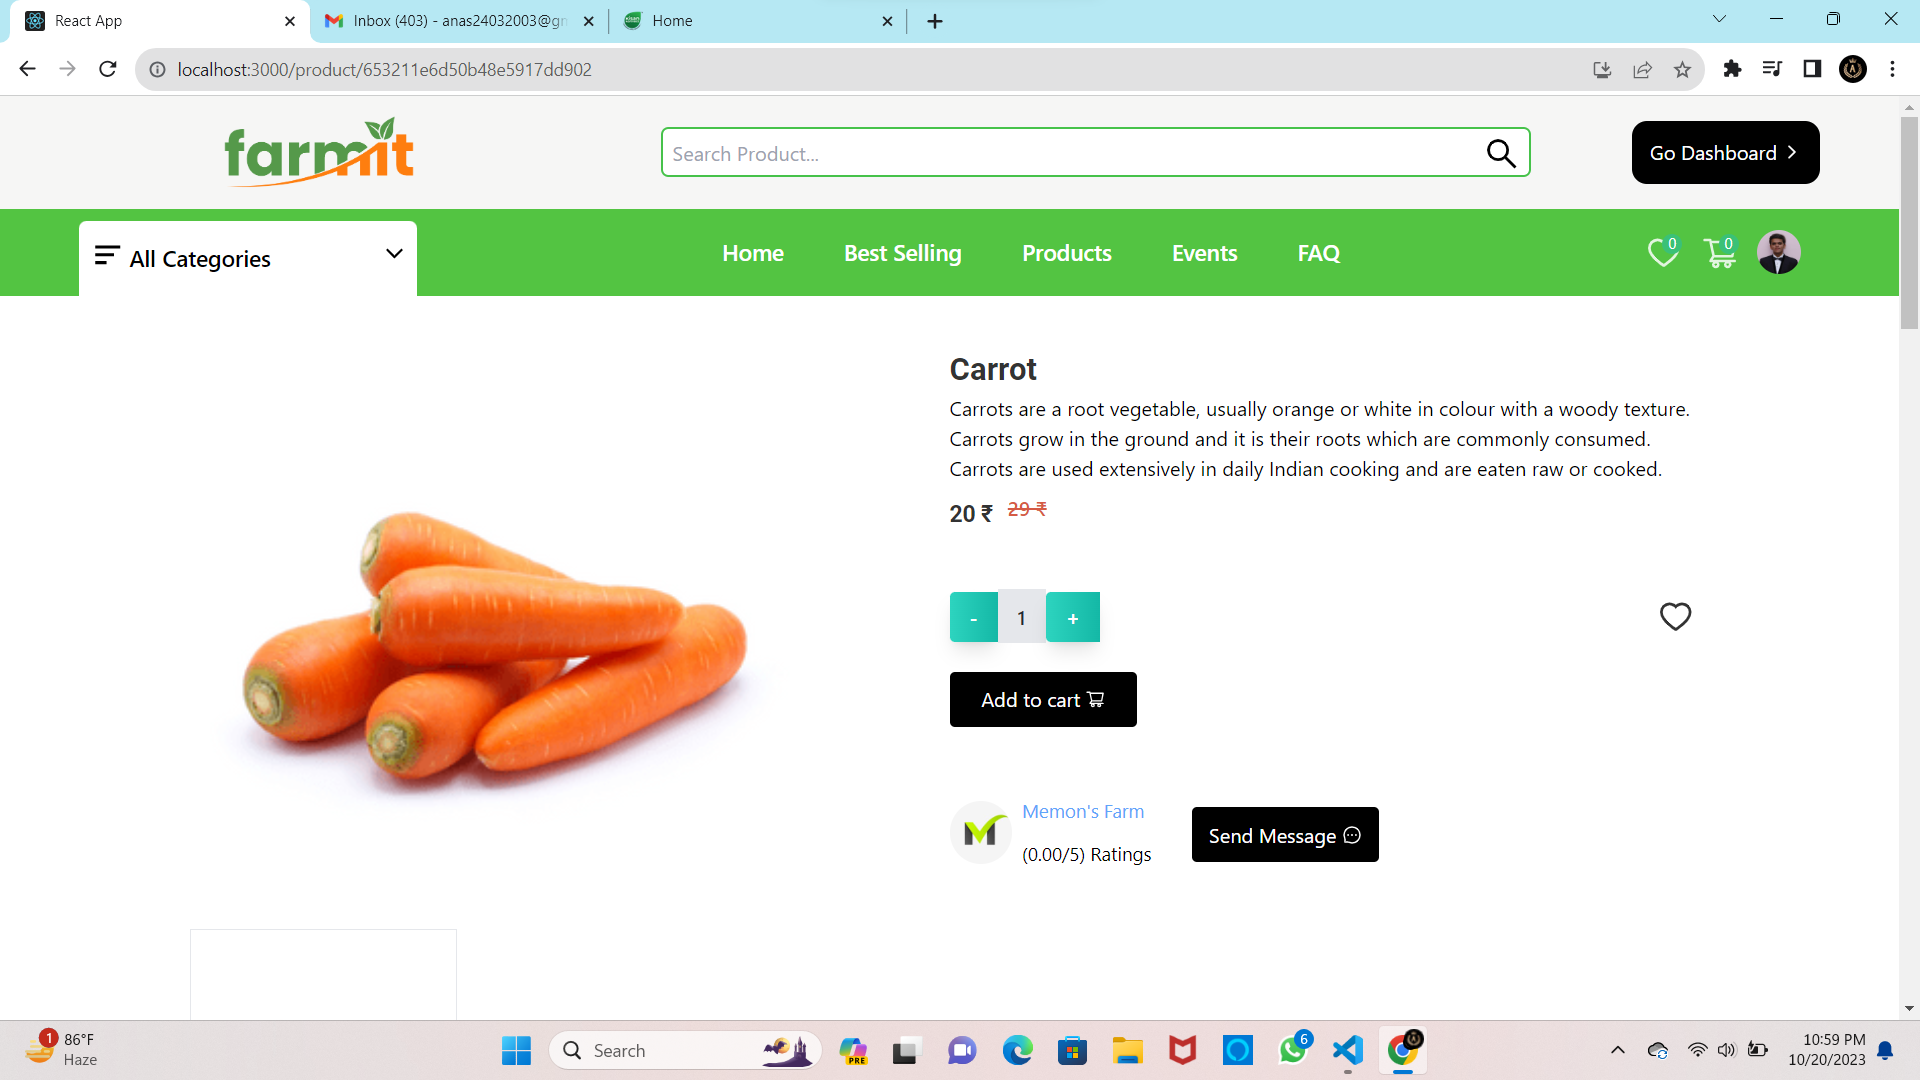 React App
Inbox (403) - anas24032003@gm
Home
localhost:3000/product/653211e6d50b48e5917dd902
farmit
Search Product...
Go Dashboard
All Categories
Home
Best Selling
Products
Events
FAQ
0
0
Carrot
Carrots are a root vegetable, usually orange or white in colour with a woody texture.
Carrots grow in the ground and it is their roots which are commonly consumed.
Carrots are used extensively in daily Indian cooking and are eaten raw or cooked.
20 ₹ 29 ₹
- 1 +
Add to cart
M
Memon's Farm
(0.00/5) Ratings
Send Message
1
86°F
Haze
Search
PRE
6
10:59 PM
10/20/2023